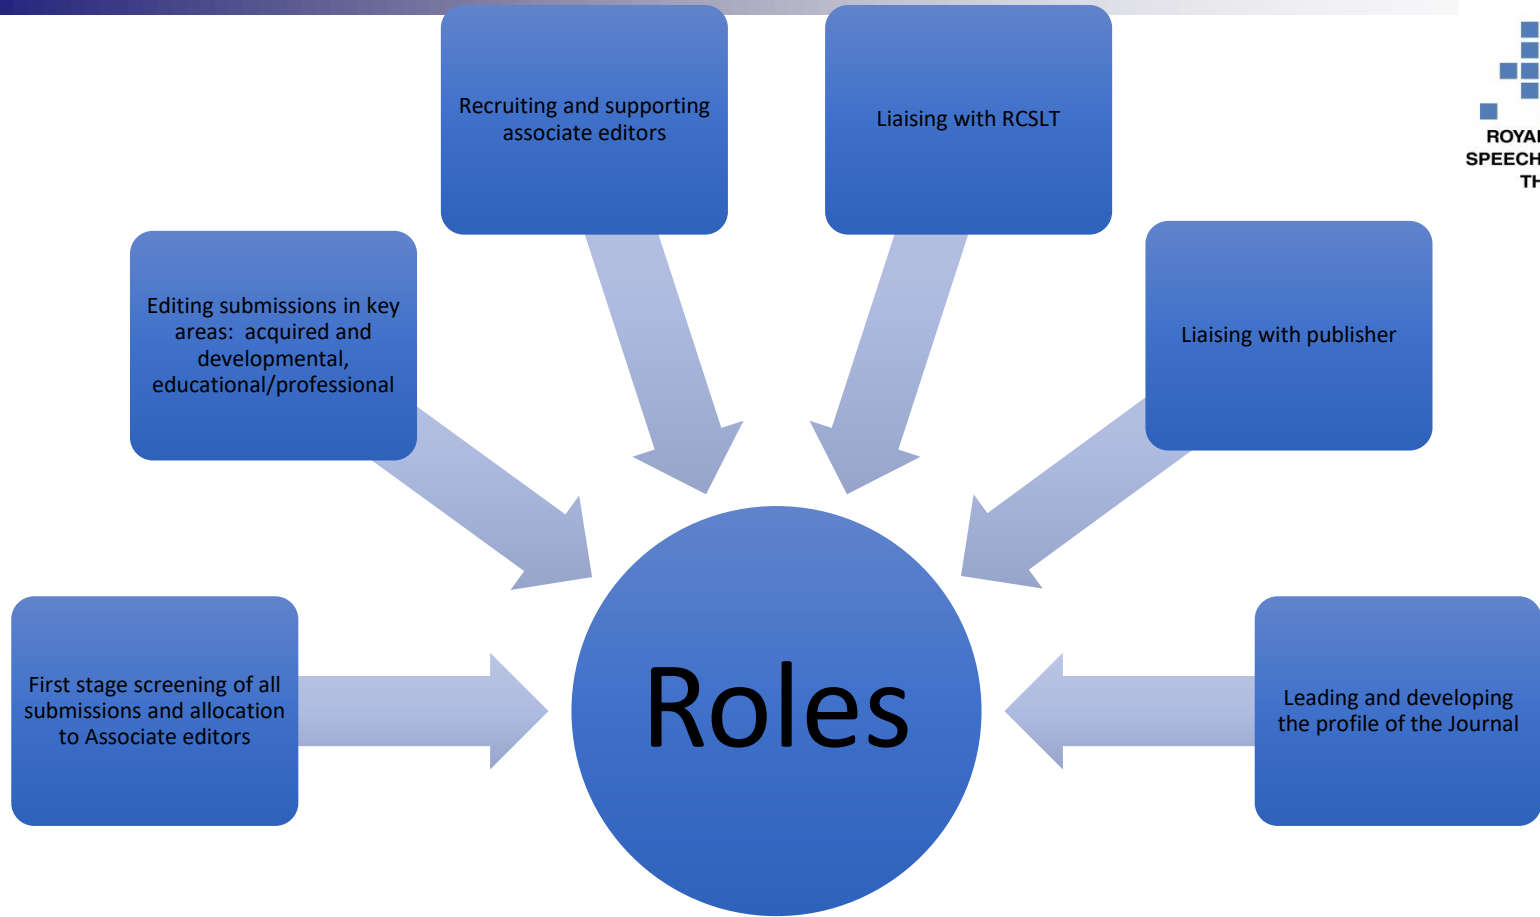 Recruiting and supporting
associate editors
Liaising with RCSLT
ROYAL
SPEECH
Editing submissions in key
areas:  acquired and
developmental,
educational/professional
Liaising with publisher
First stage screening of all
submissions and allocation
to Associate editors
Roles
Leading and developing
the profile of the Journal